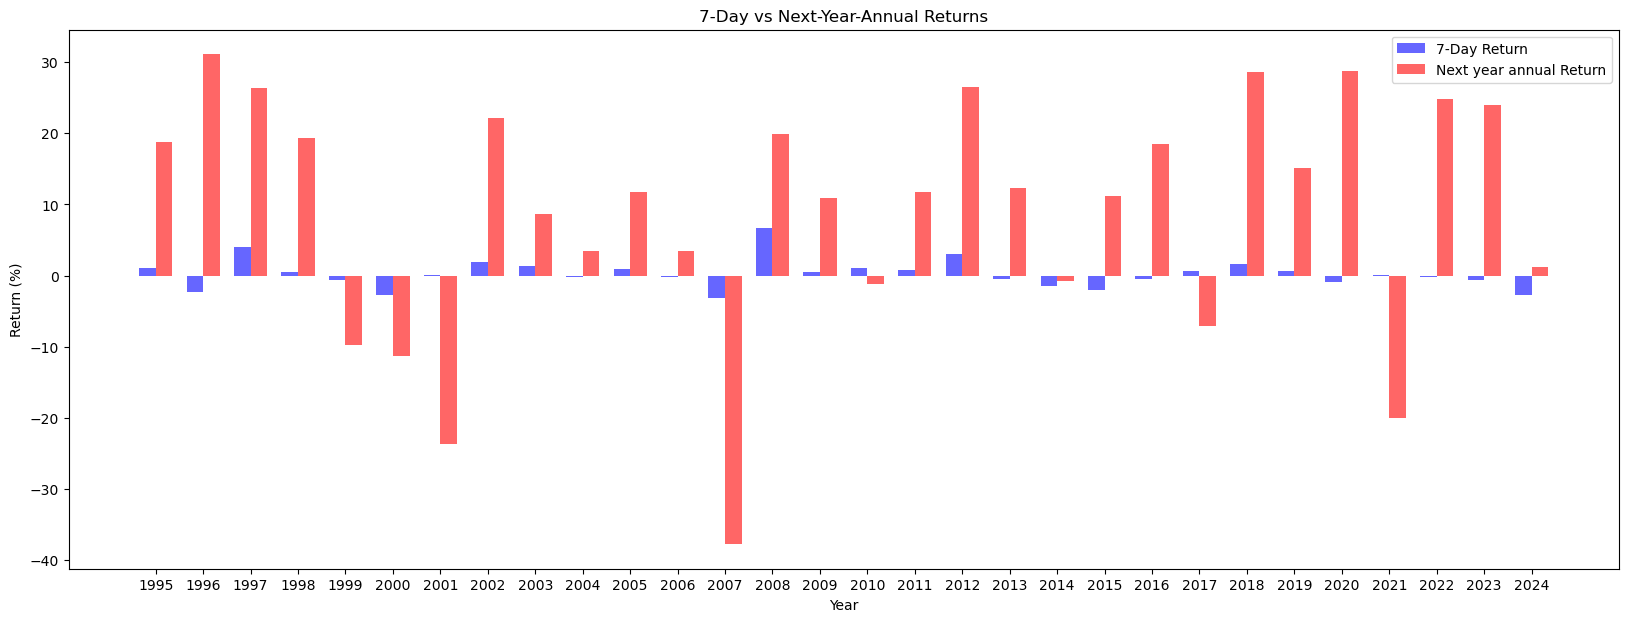 7-Day vs Next-Year-Annual Returns
7-Day Return
Next year annual Return
Return (%)
30
20
10
0
−10
−20
−30
−40
1995 1996 1997 1998 1999 2000 2001 2002 2003 2004 2005 2006 2007 2008 2009 2010 2011 2012 2013 2014 2015 2016 2017 2018 2019 2020 2021 2022 2023 2024
Year